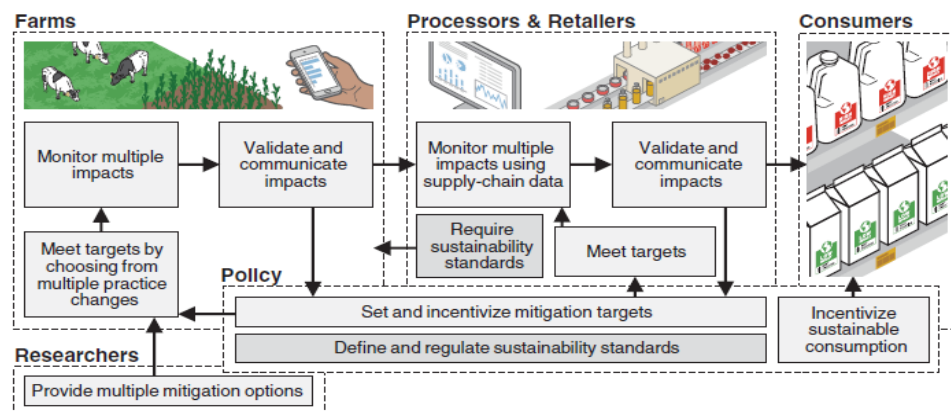 Farms
Processors & Retallers
Consumers
Monitor multiple
impacts
Validate and
communicate
impacts
Monitor multiple
impacts using
supply-chain data
Validate and
communicate
impacts
Meet targets by
choosing from
multiple practice
changes
Require
sustainability
standards
Meet targets
Policy
Set and incentivize mitigation targets
Define and regulate sustainability standards
Incentivize
sustainable
consumption
Researchers
Provide multiple mitigation options